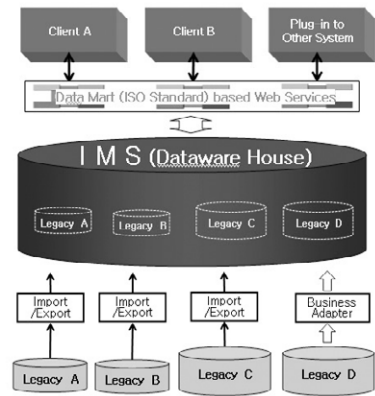 Client A
Client B
Plug-in to
Other System
Data Mart (ISO Standard) based Web Services
I M S (Dataware House)
Legacy A
Legacy B
Legacy C
Legacy D
Import
/Export
Import
/Export
Import
/Export
Business
Adapter
Legacy A
Legacy B
Legacy C
Legacy D